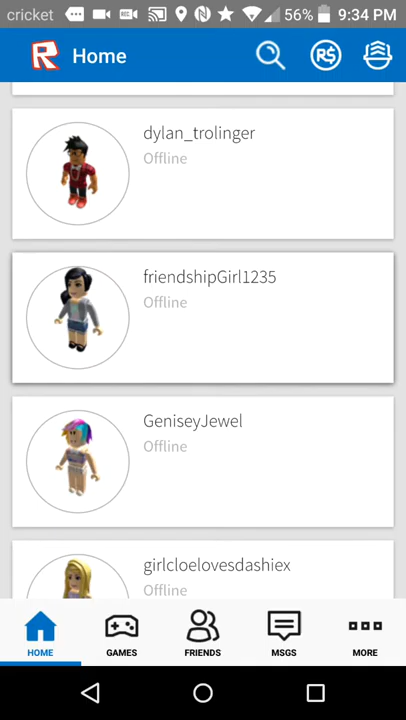 cricket 56% 9:34 PM
R Home R$
dylan_trolinger
Offline
friendshipGirl1235
Offline
GeniseyJewel
Offline
girlcloelovesdashiex
Offline
HOME GAMES FRIENDS MSGS MORE